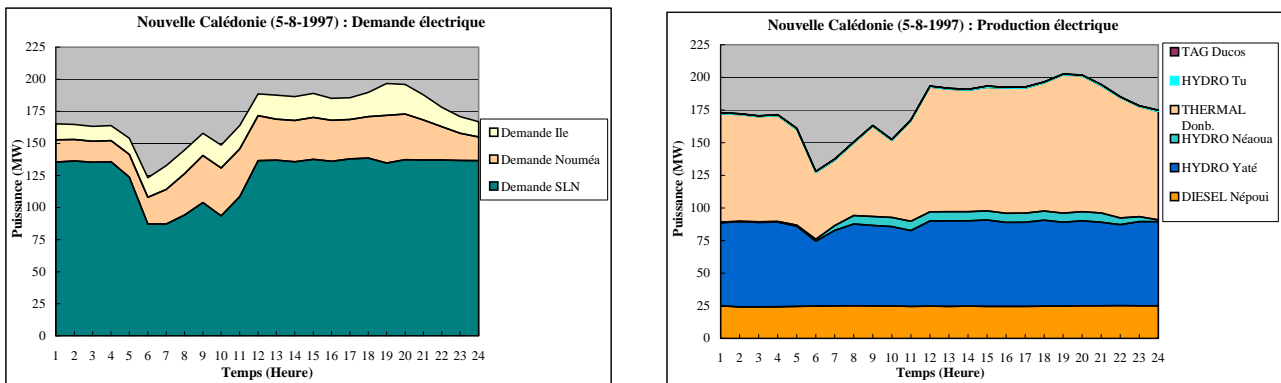 Nouvelle Calédonie (5-8-1997) : Demande électrique
Puissance (MW)
225
200
175
150
125
100
75
50
25
0
1 2 3 4 5 6 7 8 9 10 11 12 13 14 15 16 17 18 19 20 21 22 23 24
Temps (Heure)
Demande Ile
Demande Nouméa
Demande SLN
Nouvelle Calédonie (5-8-1997) : Production électrique
Puissance (MW)
225
200
175
150
125
100
75
50
25
0
1 2 3 4 5 6 7 8 9 10 11 12 13 14 15 16 17 18 19 20 21 22 23 24
Temps (Heure)
TAG Ducos
HYDRO Tu
THERMAL
Donb.
HYDRO Néaoua
HYDRO Yaté
DIESEL Népoui